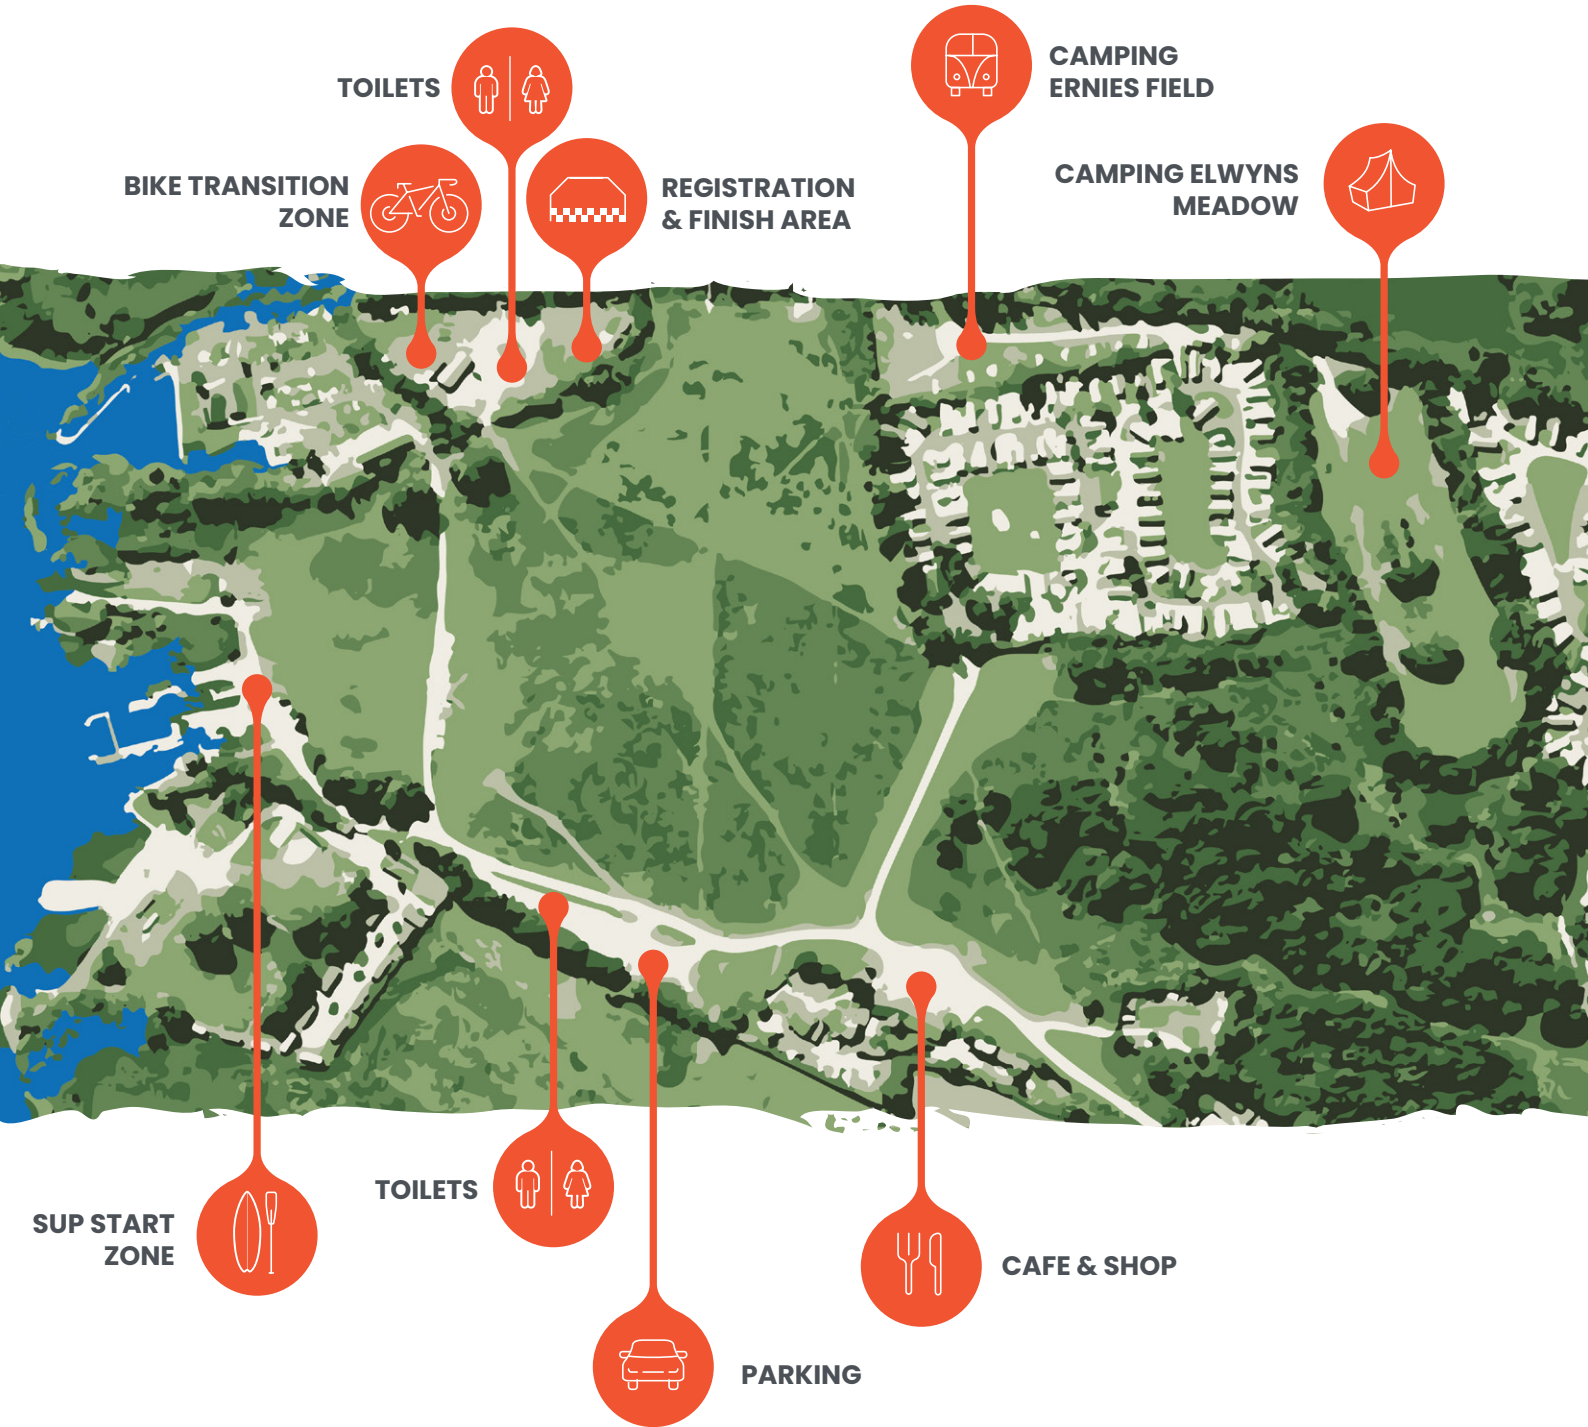 TOILETS
CAMPING
ERNIES FIELD
BIKE TRANSITION
ZONE
REGISTRATION
& FINISH AREA
CAMPING ELWYNS
MEADOW
SUP START
ZONE
TOILETS
CAFE & SHOP
PARKING